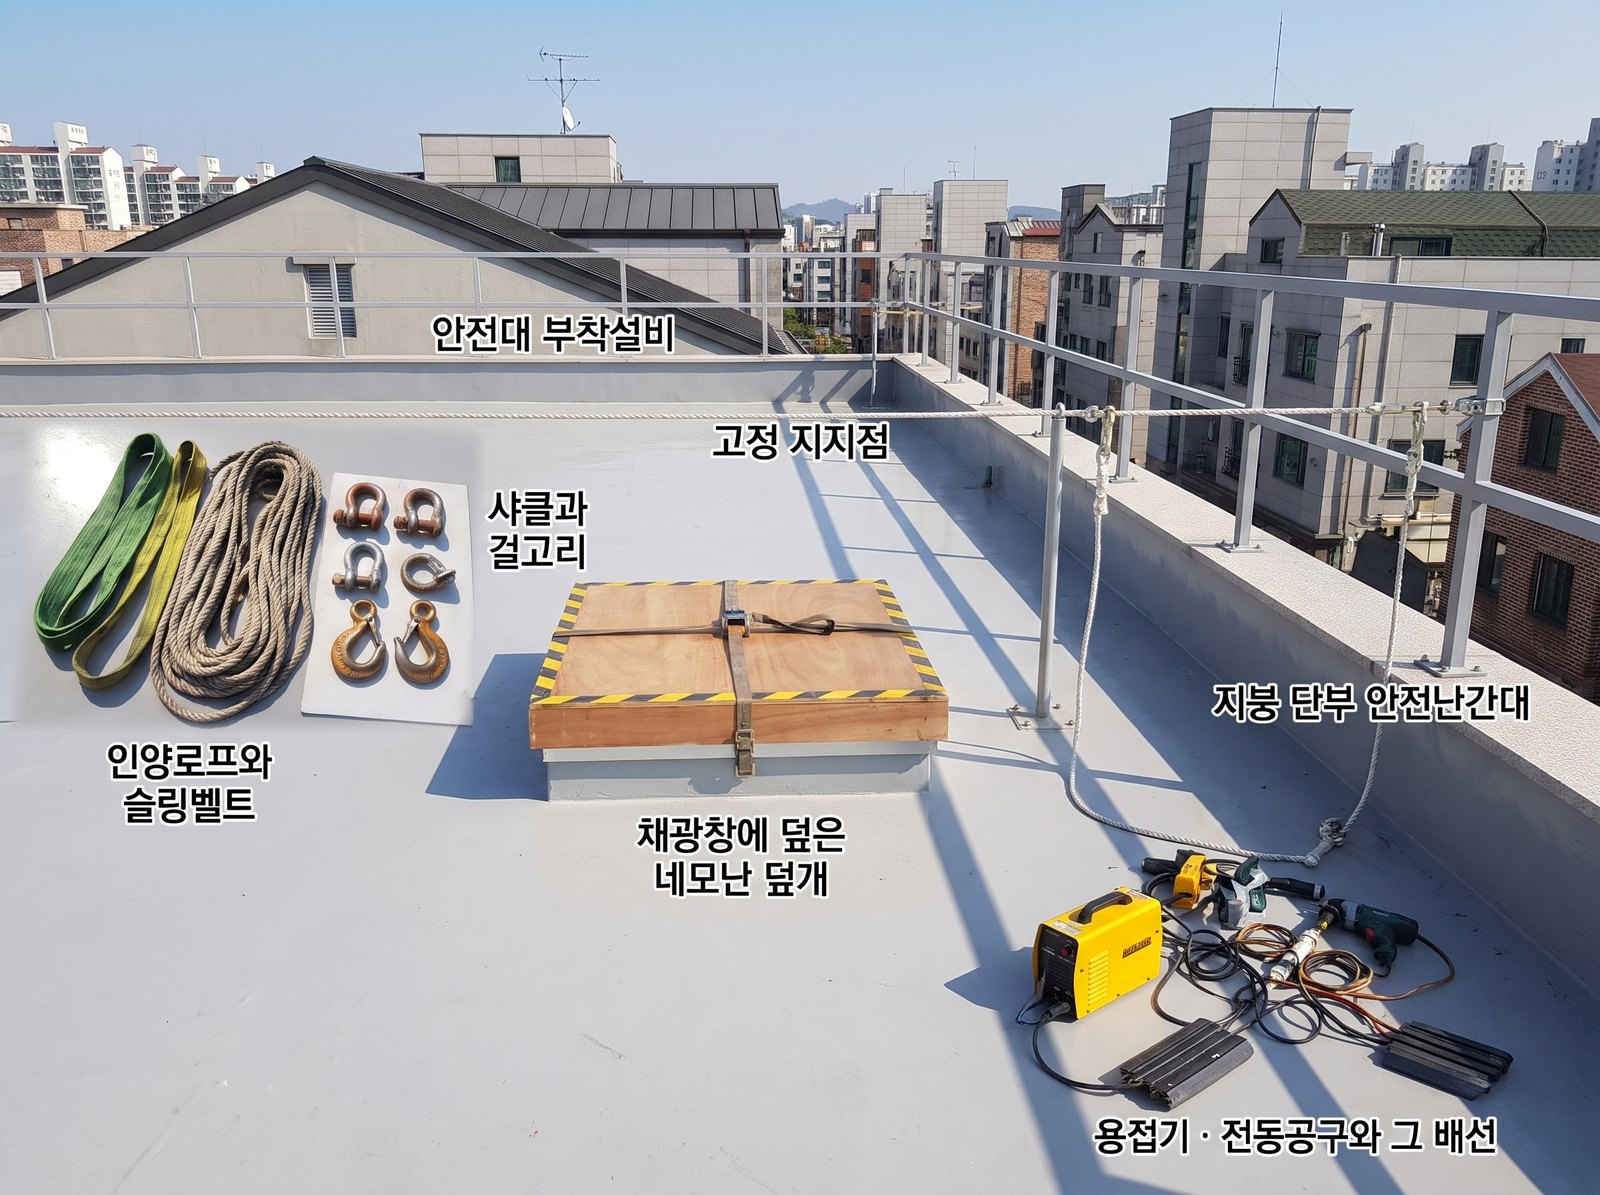 안전대 부착설비
고정 지지점
샤클과
걸고리
인양로프와
슬링벨트
채광창에 덮은
네모난 덮개
지붕 단부 안전난간대
용접기 · 전동공구와 그 배선